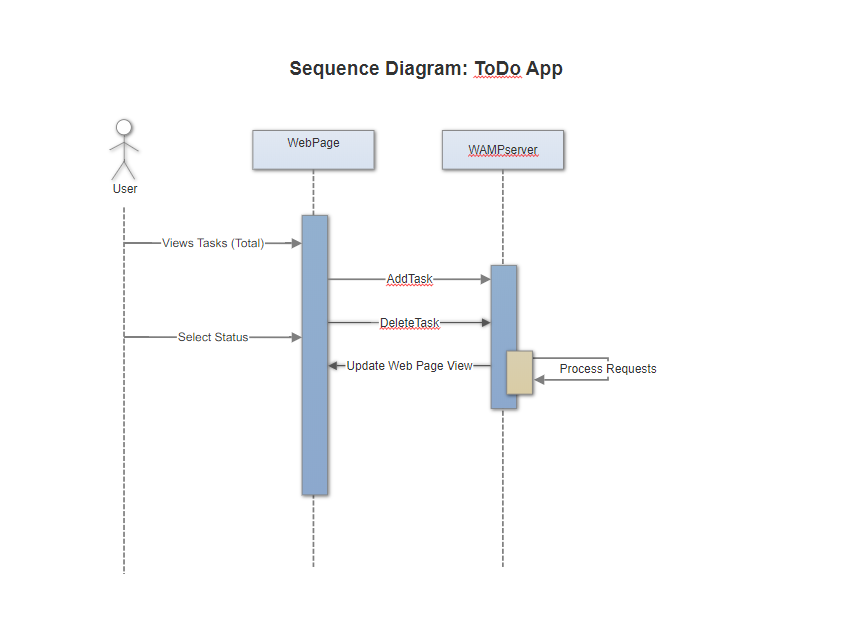 Sequence Diagram: ToDo App
WebPage
WAMPserver
User
Views Tasks (Total)
AddTask
DeleteTask
Select Status
Update Web Page View
Process Requests